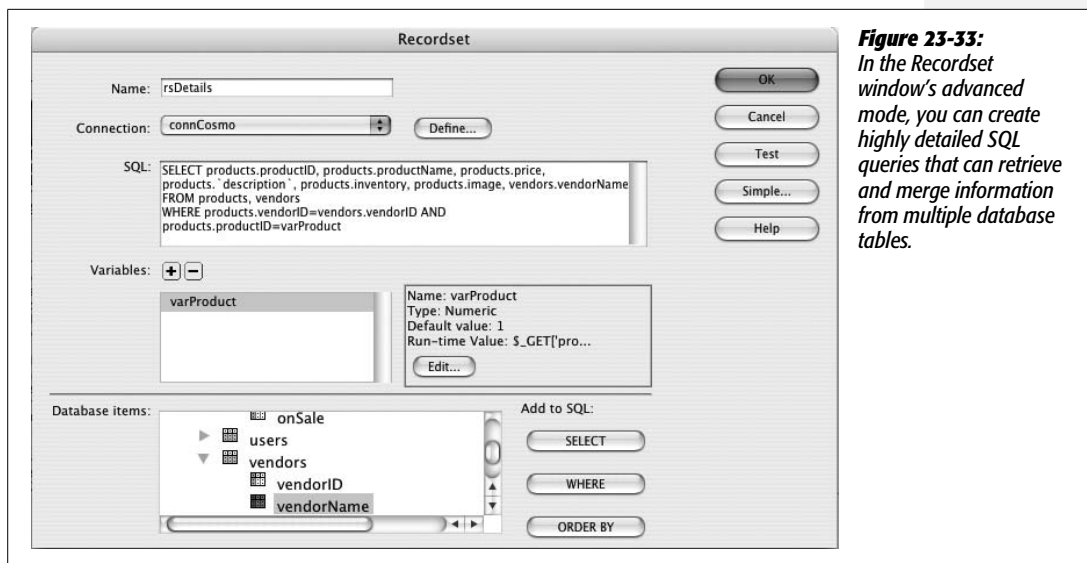 Recordset
Name: rsDetails
Connection: connCosmo Define...
SQL: SELECT products.productID, products.productName, products.price,
products.`description`, products.inventory, products.image, vendors.vendorName
FROM products, vendors
WHERE products.vendorID=vendors.vendorID AND
products.productID=varProduct
Variables: + −
varProduct
Name: varProduct
Type: Numeric
Default value: 1
Run-time Value: $_GET['pro...
Edit...
Database items:
onSale
users
vendors
vendorID
vendorName
Add to SQL:
SELECT
WHERE
ORDER BY
OK
Cancel
Test
Simple...
Help
Figure 23-33:
In the Recordset
window's advanced
mode, you can create
highly detailed SQL
queries that can retrieve
and merge information
from multiple database
tables.